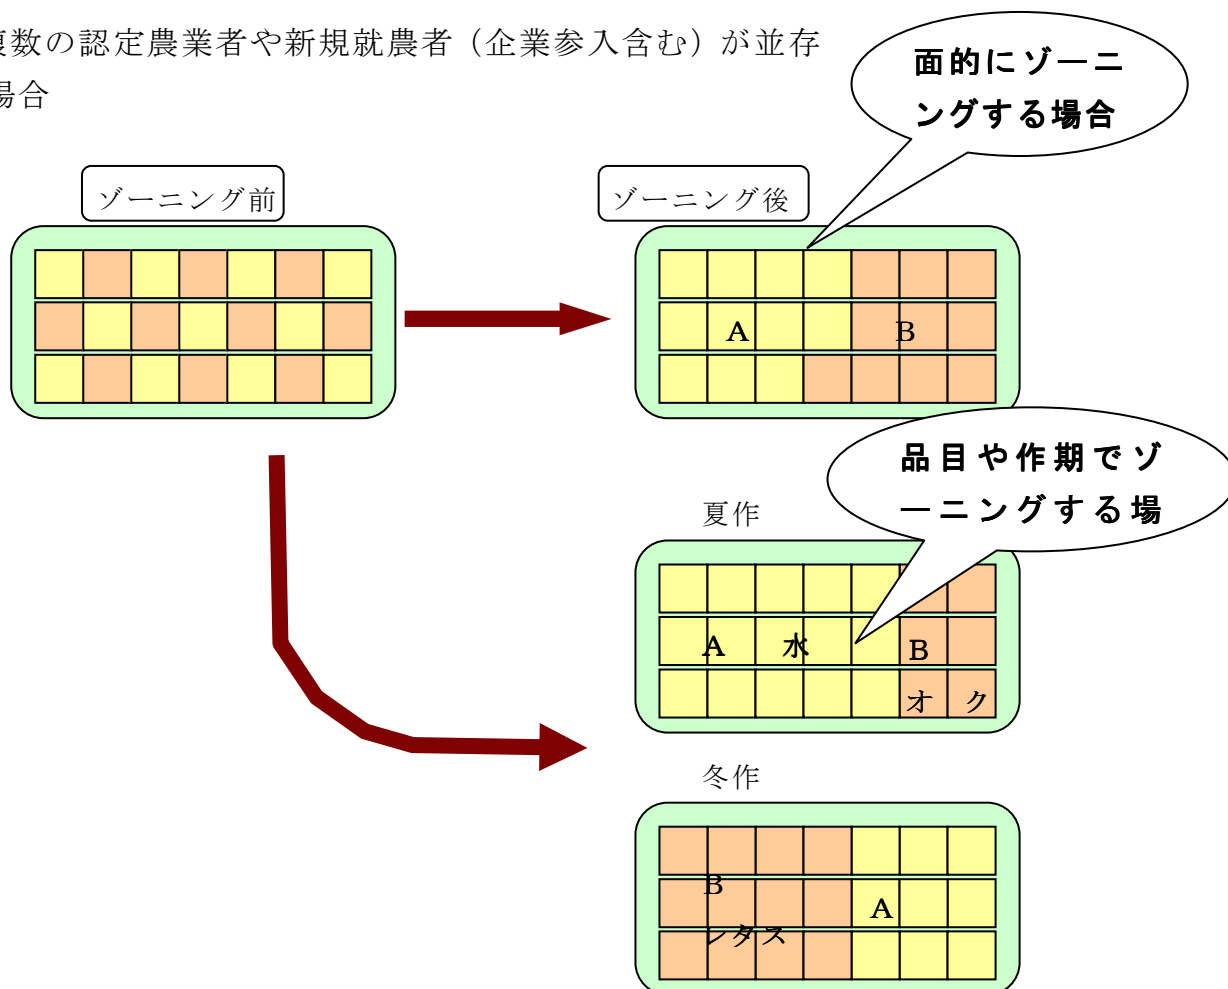 複数の認定農業者や新規就農者（企業参入含む）が並存
場合
面的にゾーニ
ングする場合
ゾーニング前
ゾーニング後
A
B
品目や作期でゾ
ーニングする場
夏作
A 水
B
オ ク
冬作
B
レタス
A